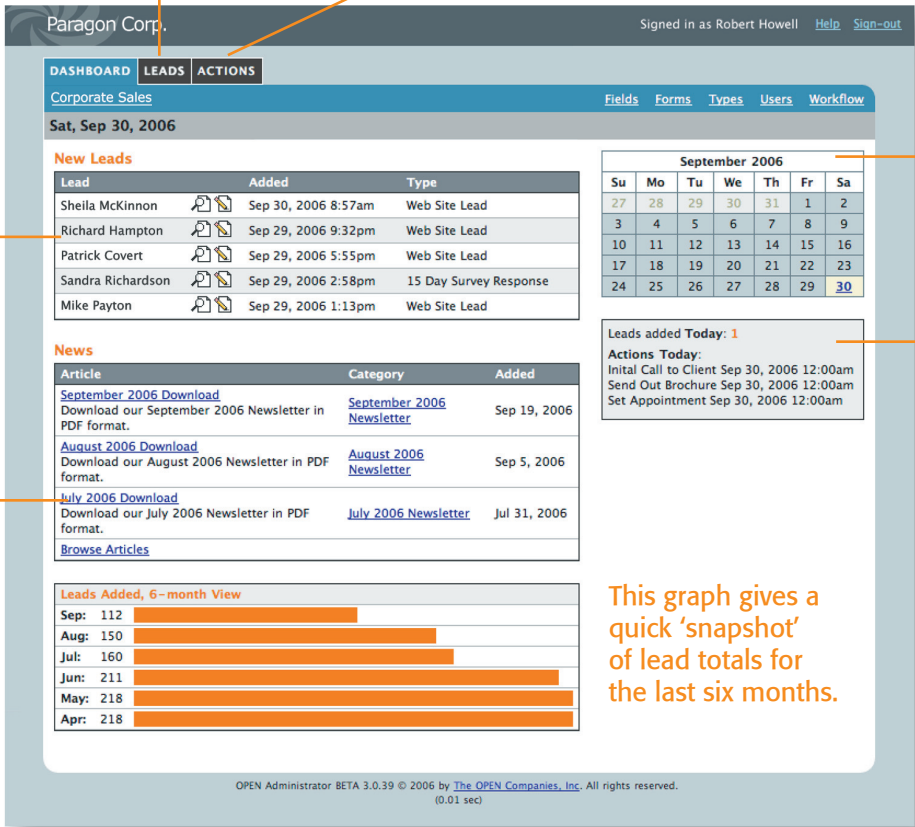 Paragon Corp.
Signed in as Robert Howell Help Sign-out
DASHBOARD LEADS ACTIONS
Corporate Sales
Fields Forms Types Users Workflow
Sat, Sep 30, 2006
New Leads
Lead Added Type
Sheila McKinnon Sep 30, 2006 8:57am Web Site Lead
Richard Hampton Sep 29, 2006 9:32pm Web Site Lead
Patrick Covert Sep 29, 2006 5:55pm Web Site Lead
Sandra Richardson Sep 29, 2006 2:58pm 15 Day Survey Response
Mike Payton Sep 29, 2006 1:13pm Web Site Lead
September 2006
Su Mo Tu We Th Fr Sa
27 28 29 30 31 1 2
3 4 5 6 7 8 9
10 11 12 13 14 15 16
17 18 19 20 21 22 23
24 25 26 27 28 29 30
Leads added Today: 1
Actions Today:
Inital Call to Client Sep 30, 2006 12:00am
Send Out Brochure Sep 30, 2006 12:00am
Set Appointment Sep 30, 2006 12:00am
News
Article Category Added
September 2006 Download
Download our September 2006 Newsletter in
PDF format.
September 2006
Newsletter
Sep 19, 2006
August 2006 Download
Download our August 2006 Newsletter in PDF
format.
August 2006
Newsletter
Sep 5, 2006
July 2006 Download
Download our July 2006 Newsletter in PDF
format.
July 2006 Newsletter
Jul 31, 2006
Browse Articles
Leads Added, 6-month View
Sep: 112
Aug: 150
Jul: 160
Jun: 211
May: 218
Apr: 218
This graph gives a
quick ‘snapshot’
of lead totals for
the last six months.
OPEN Administrator BETA 3.0.39 © 2006 by The OPEN Companies, Inc. All rights reserved.
(0.01 sec)